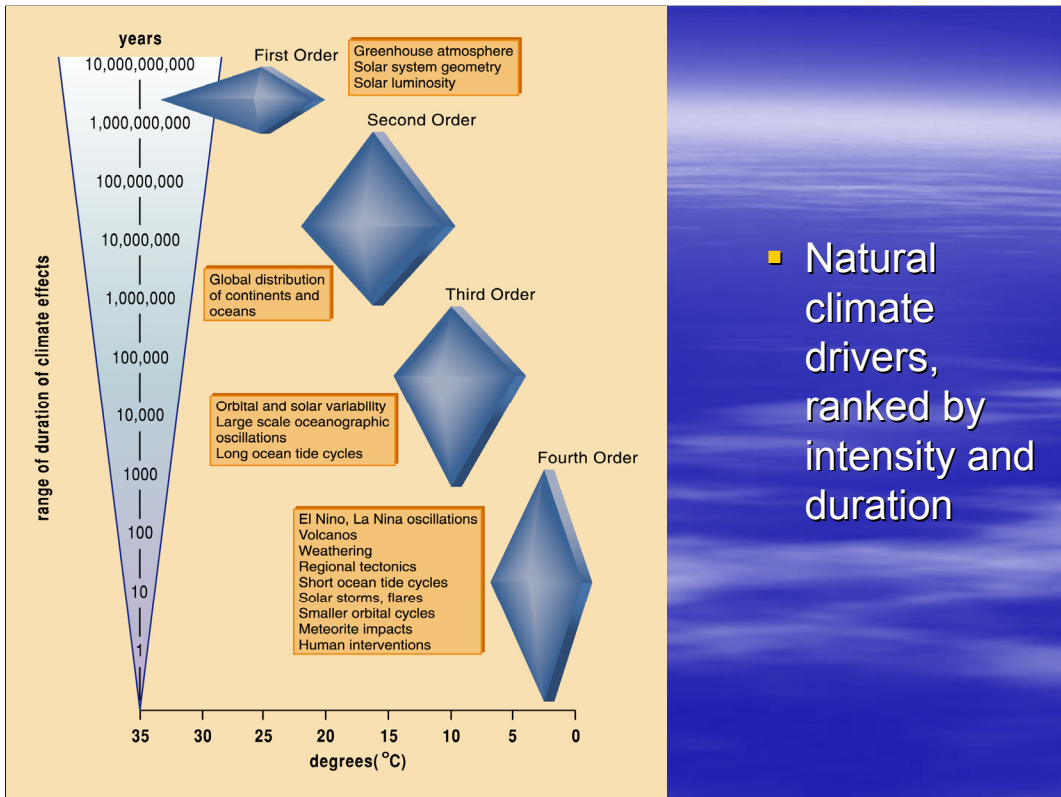 years
10,000,000,000
1,000,000,000
100,000,000
10,000,000
1,000,000
100,000
10,000
1000
100
10
1
range of duration of climate effects
First Order
Greenhouse atmosphere
Solar system geometry
Solar luminosity
Second Order
Global distribution
of continents and
oceans
Third Order
Orbital and solar variability
Large scale oceanographic
oscillations
Long ocean tide cycles
Fourth Order
El Nino, La Nina oscillations
Volcanos
Weathering
Regional tectonics
Short ocean tide cycles
Solar storms, flares
Smaller orbital cycles
Meteorite impacts
Human interventions
35 30 25 20 15 10 5 0
degrees(°C)
Natural
climate
drivers,
ranked by
intensity and
duration